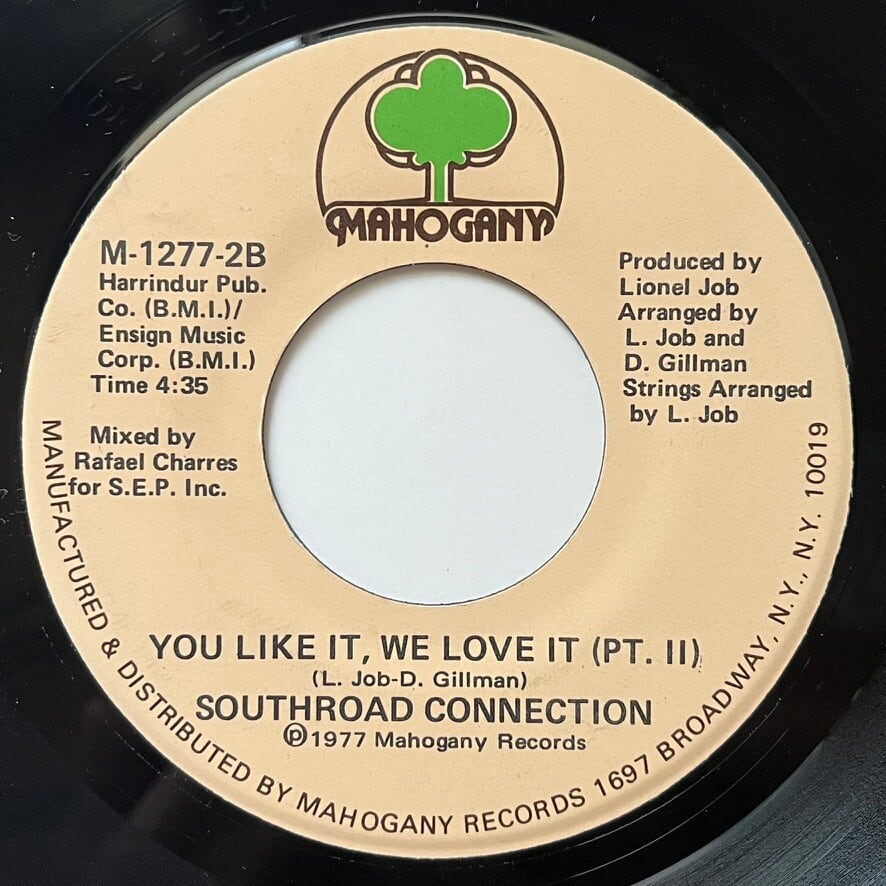 MAHOGANY
M-1277-2B
Harrindur Pub.
Co. (B.M.I.)/
Ensign Music
Corp. (B.M.I.)
Time 4:35
Mixed by
Rafael Charres
for S.E.P. Inc.
Produced by
Lionel Job
Arranged by
L. Job and
D. Gillman
Strings Arranged
by L. Job
YOU LIKE IT, WE LOVE IT (PT. II)
(L. Job-D. Gillman)
SOUTHROAD CONNECTION
℗1977 Mahogany Records
MANUFACTURED & DISTRIBUTED BY MAHOGANY RECORDS 1697 BROADWAY, N.Y., N.Y. 10019